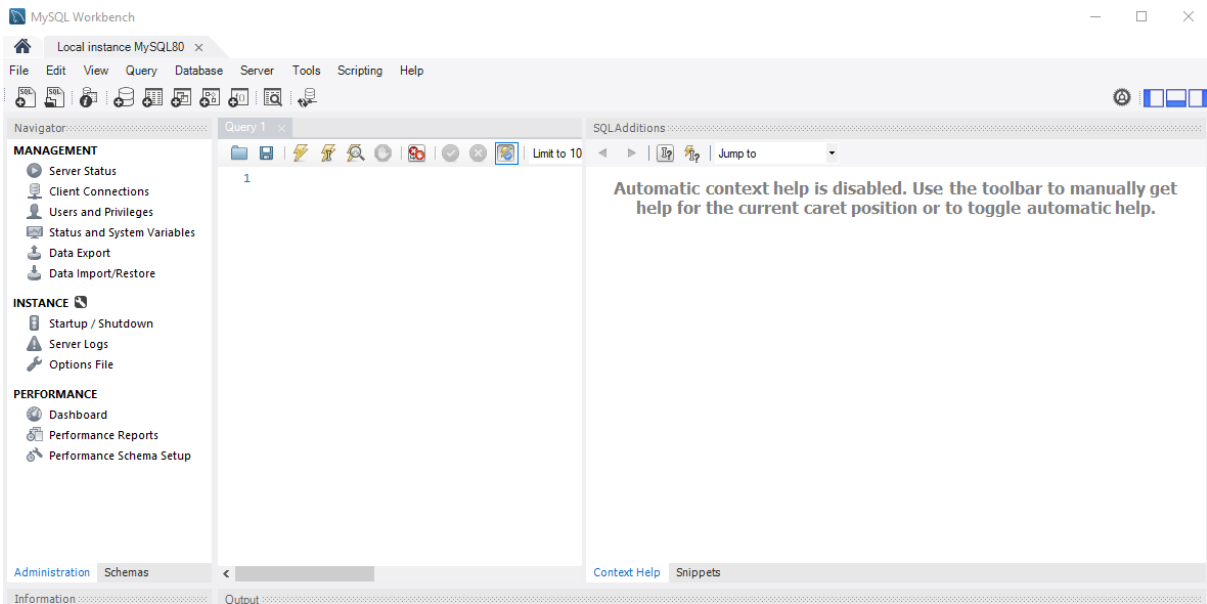 MySQL Workbench
Local instance MySQL80
File Edit View Query Database Server Tools Scripting Help
Navigator
MANAGEMENT
Server Status
Client Connections
Users and Privileges
Status and System Variables
Data Export
Data Import/Restore
INSTANCE
Startup / Shutdown
Server Logs
Options File
PERFORMANCE
Dashboard
Performance Reports
Performance Schema Setup
Administration Schemas
Information
Query 1
Limit to 10
1
Output
SQLAdditions
Jump to
Automatic context help is disabled. Use the toolbar to manually get
help for the current caret position or to toggle automatic help.
Context Help Snippets